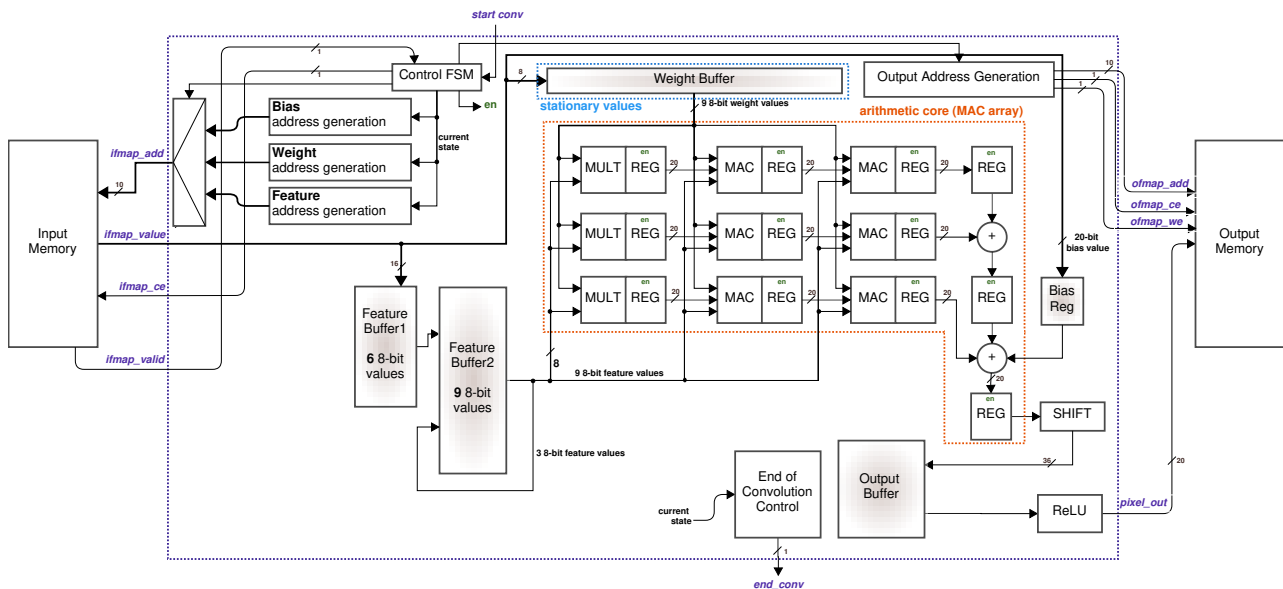 start conv
1
1
Control FSM
en
8
Weight Buffer
stationary values
9 8-bit weight values
Output Address Generation
10
1
1
arithmetic core (MAC array)
Bias
address generation
Weight
address generation
Feature
address generation
current
state
Input
Memory
ifmap_add
10
ifmap_value
ifmap_ce
ifmap_valid
16
Feature
Buffer1
6 8-bit
values
Feature
Buffer2
9 8-bit
values
MULT
en
REG
20
MAC
en
REG
20
MAC
en
REG
20
en
REG
MULT
en
REG
20
MAC
en
REG
20
MAC
en
REG
20
+
MULT
en
REG
20
MAC
en
REG
20
MAC
en
REG
20
en
REG
+
20
en
REG
8
9 8-bit feature values
3 8-bit feature values
20-bit
bias value
Bias
Reg
SHIFT
36
Output
Buffer
ReLU
pixel_out
20
ofmap_add
ofmap_ce
ofmap_we
Output
Memory
End of
Convolution
Control
current
state
1
end_conv